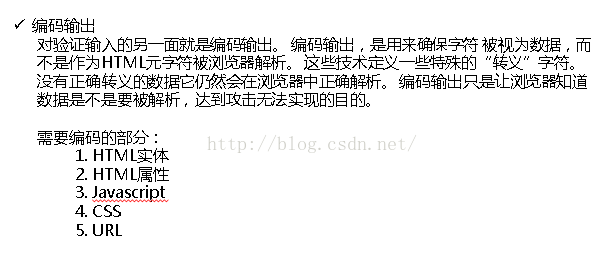 ✓ 编码输出
对验证输入的另一面就是编码输出。 编码输出，是用来确保字符 被视为数据，而
不是作为HTML元字符被浏览器解析。 这些技术定义一些特殊的“转义”字符。
没有正确转义的数据它仍然会在浏览器中正确解析。 编码输出只是让浏览器知道
数据是不是要被解析，达到攻击无法实现的目的。
需要编码的部分：
http://blog.csdn.net/
1. HTML实体
2. HTML属性
3. Javascript
4. CSS
5. URL